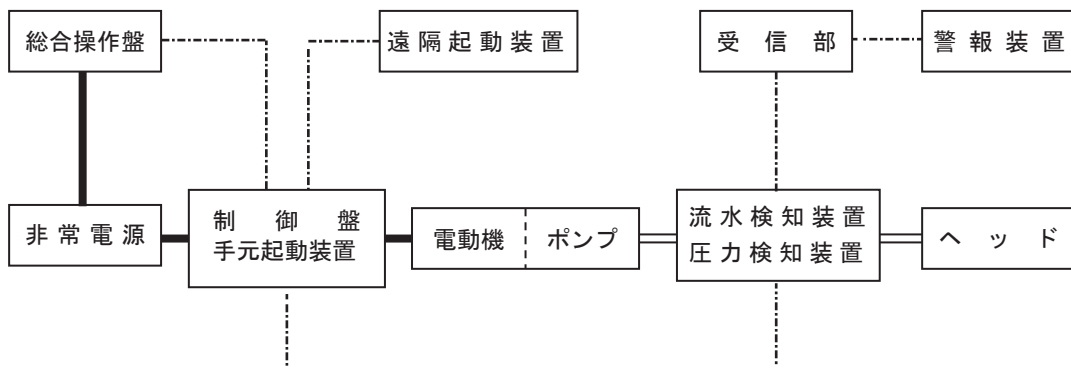 総合操作盤
遠隔起動装置
受信部
警報装置
非常電源
制御盤
手元起動装置
電動機
ポンプ
流水検知装置
圧力検知装置
ヘッド